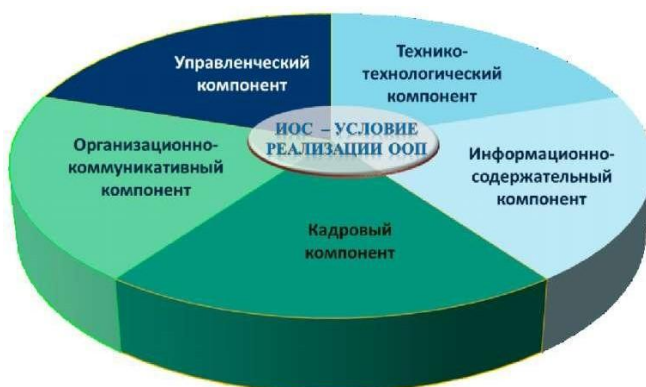 Управленческий
компонент
Технико-
технологический
компонент
ИОС – УСЛОВИЕ
РЕАЛИЗАЦИИ ООП
Организационно-
коммуникативный
компонент
Информационно-
содержательный
компонент
Кадровый
компонент